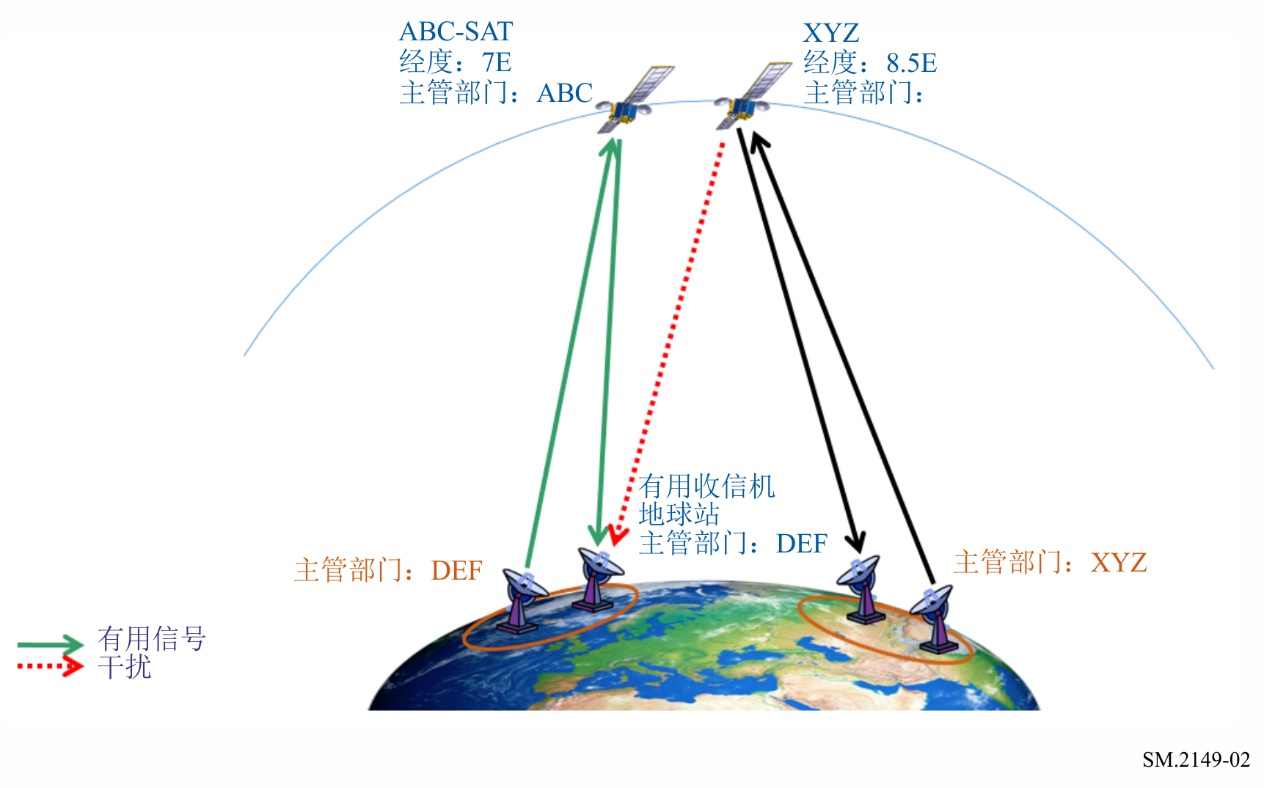 ABC-SAT
经度：7E
主管部门：ABC
XYZ
经度：8.5E
主管部门：
有用收信机
地球站
主管部门：DEF
主管部门：DEF
主管部门：XYZ
有用信号
干扰
SM.2149-02